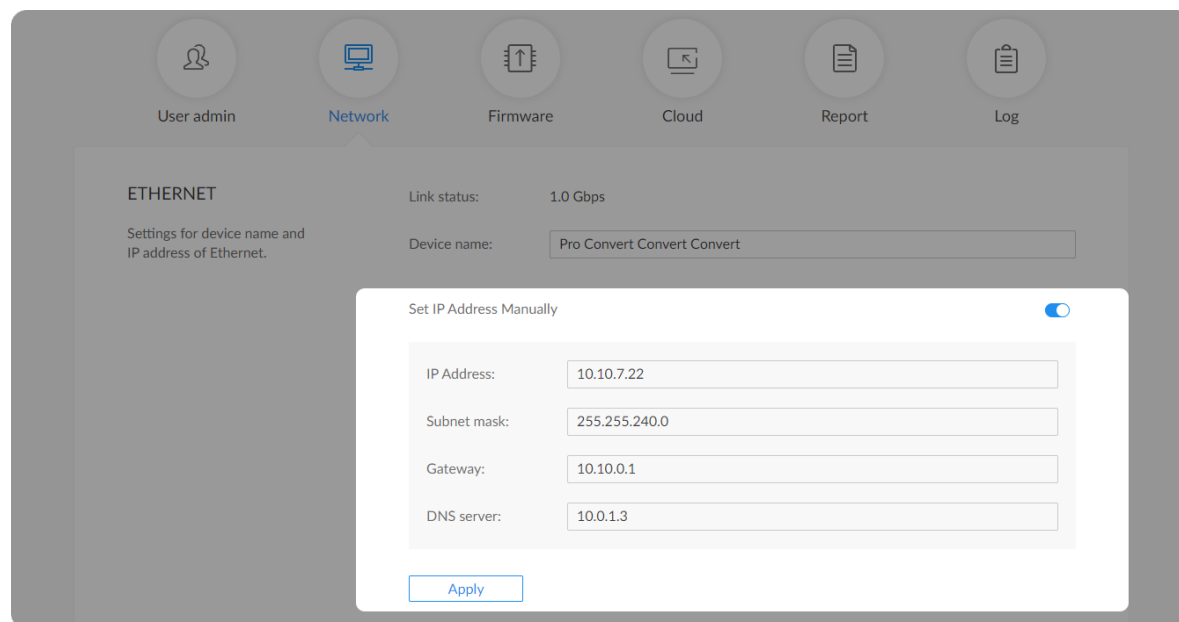 User admin
Network
Firmware
Cloud
Report
Log
ETHERNET
Settings for device name and
IP address of Ethernet.
Link status: 1.0 Gbps
Device name: Pro Convert Convert Convert
Set IP Address Manually
IP Address: 10.10.7.22
Subnet mask: 255.255.240.0
Gateway: 10.10.0.1
DNS server: 10.0.1.3
Apply